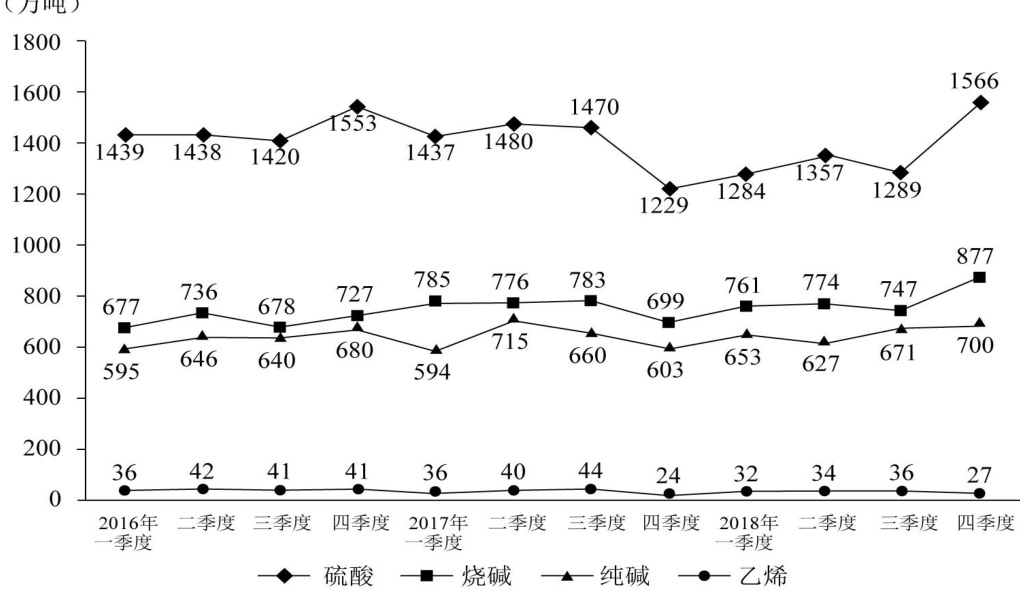 （万吨）
1800
1600
1400
1200
1000
800
600
400
200
0
1439 1438 1420 1553 1437 1480 1470 1229 1284 1357 1289 1566
677 736 678 727 785 776 783 699 761 774 747 877
595 646 640 680 594 715 660 603 653 627 671 700
36 42 41 41 36 40 44 24 32 34 36 27
2016年 二季度 三季度 四季度 2017年 二季度 三季度 四季度 2018年 二季度 三季度 四季度
一季度 一季度 一季度
硫酸 烧碱 纯碱 乙烯